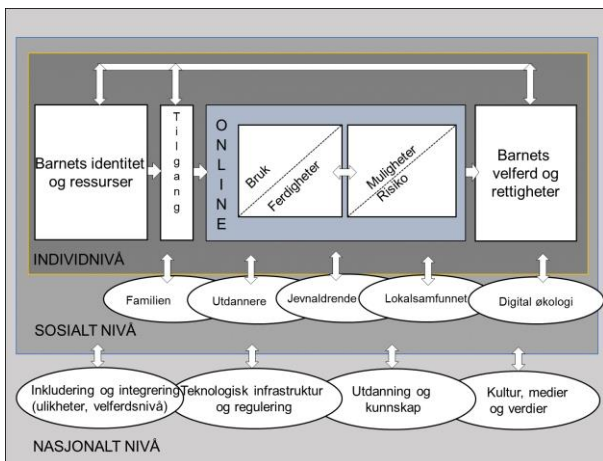 Barnets identitet
og ressurser
Tilgang
ONLINE
Bruk
Ferdigheter
Muligheter
Risiko
Barnets
velferd og
rettigheter
INDIVIDNIVÅ
Familien
Utdannere
Jevnaldrende
Lokalsamfunnet
Digital økologi
SOSIALT NIVÅ
Inkludering og integrering
(ulikheter, velferdsnivå)
Teknologisk infrastruktur
og regulering
Utdanning og
kunnskap
Kultur, medier
og verdier
NASJONALT NIVÅ